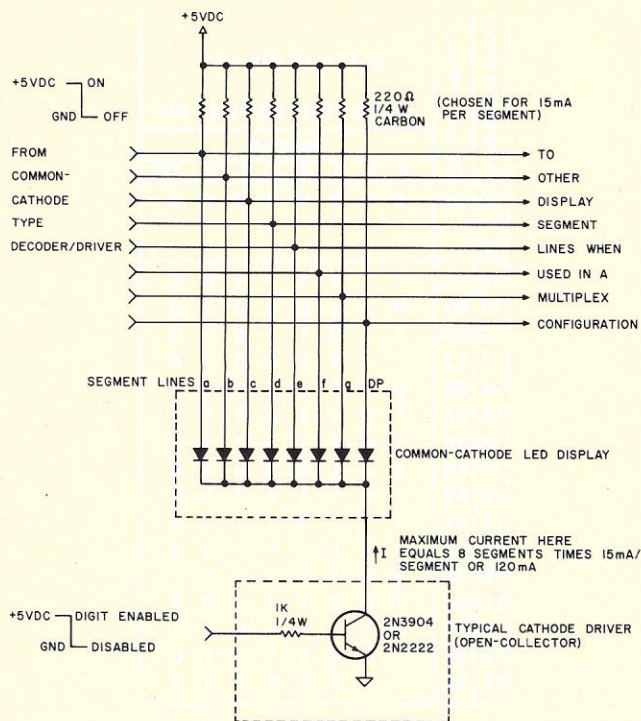 +5VDC
+5VDC ON
GND OFF
220Ω
1/4 W
CARBON
(CHOSEN FOR 15mA
PER SEGMENT)
FROM
COMMON-
CATHODE
TYPE
DECODER/DRIVER
TO
OTHER
DISPLAY
SEGMENT
LINES WHEN
USED IN A
MULTIPLEX
CONFIGURATION
SEGMENT LINES a b c d e f g DP
COMMON-CATHODE LED DISPLAY
I
MAXIMUM CURRENT HERE
EQUALS 8 SEGMENTS TIMES 15mA/
SEGMENT OR 120mA
+5VDC DIGIT ENABLED
GND DISABLED
1K
1/4W
2N3904
OR
2N2222
TYPICAL CATHODE DRIVER
(OPEN-COLLECTOR)